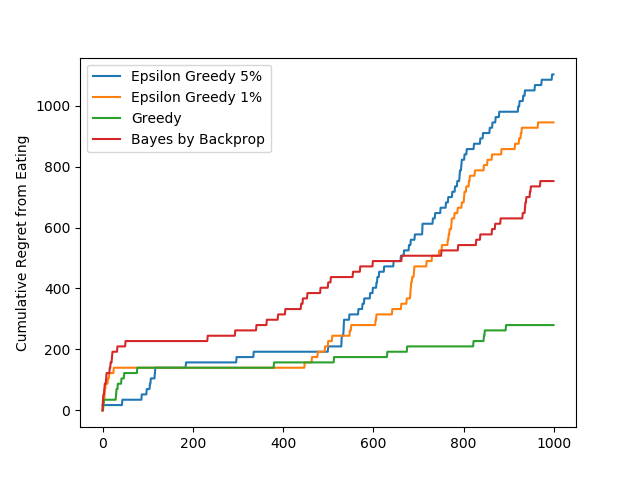 Epsilon Greedy 5%
Epsilon Greedy 1%
Greedy
Bayes by Backprop
Cumulative Regret from Eating
1000
800
600
400
200
0
0 200 400 600 800 1000